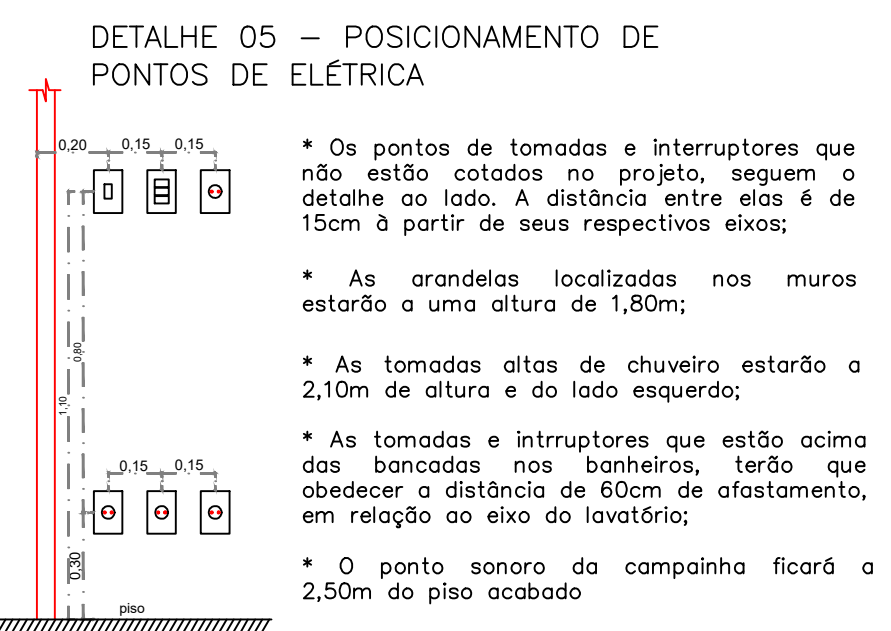 DETALHE 05 – POSICIONAMENTO DE
PONTOS DE ELÉTRICA
0,20
0,15
0,15
* Os pontos de tomadas e interruptores que
não estão cotados no projeto, seguem o
detalhe ao lado. A distância entre elas é de
15cm à partir de seus respectivos eixos;
* As arandelas localizadas nos muros
estarão a uma altura de 1,80m;
0,80
* As tomadas altas de chuveiro estarão a
2,10m de altura e do lado esquerdo;
1,10
* As tomadas e intrruptores que estão acima
das bancadas nos banheiros, terão que
obedecer a distância de 60cm de afastamento,
em relação ao eixo do lavatório;
0,15
0,15
0,30
* O ponto sonoro da campainha ficará a
2,50m do piso acabado
piso